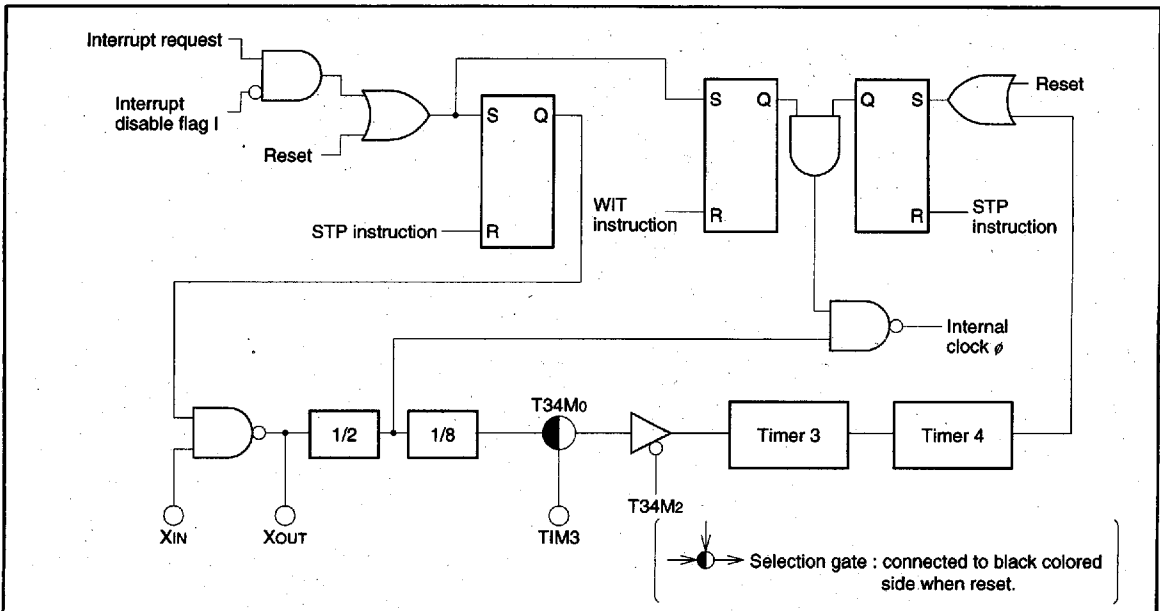 Interrupt request
Interrupt
disable flag I
Reset
S
Q
R
STP instruction
S
Q
R
WIT
instruction
Q
S
R
Reset
STP
instruction
Internal
clock φ
1/2
1/8
T34M0
Timer 3
Timer 4
XIN
XOUT
TIM3
T34M2
Selection gate : connected to black colored
side when reset.